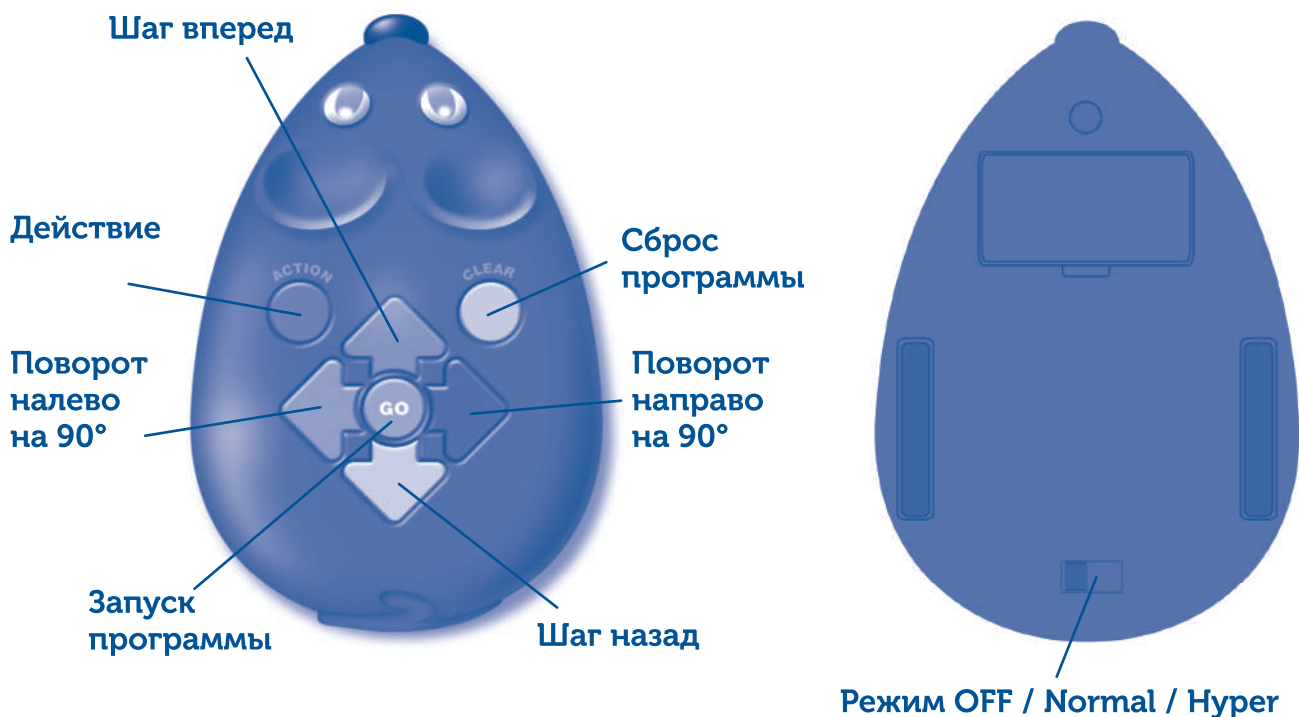 Шаг вперед
Действие
Сброс
программы
ACTION
CLEAR
Поворот
налево
на 90°
GO
Поворот
направо
на 90°
Запуск
программы
Шаг назад
Режим OFF / Normal / Hyper